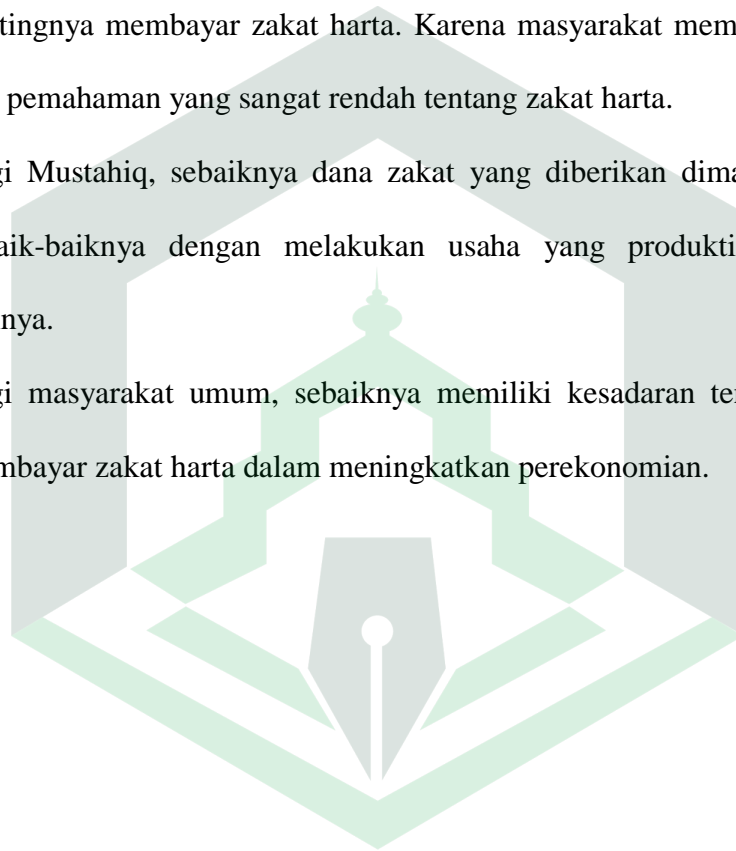 tingnya membayar zakat harta. Karena masyarakat mem
pemahaman yang sangat rendah tentang zakat harta.
gi Mustahiq, sebaiknya dana zakat yang diberikan dima
aik-baiknya dengan melakukan usaha yang produkti
nya.
gi masyarakat umum, sebaiknya memiliki kesadaran ter
mbayar zakat harta dalam meningkatkan perekonomian.